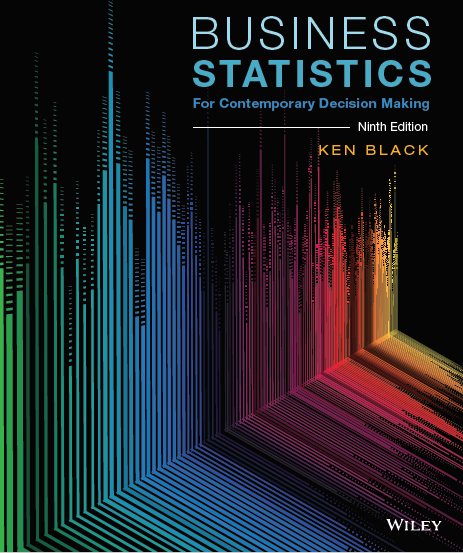 BUSINESS
STATISTICS
For Contemporary Decision Making
Ninth Edition
KEN BLACK
WILEY